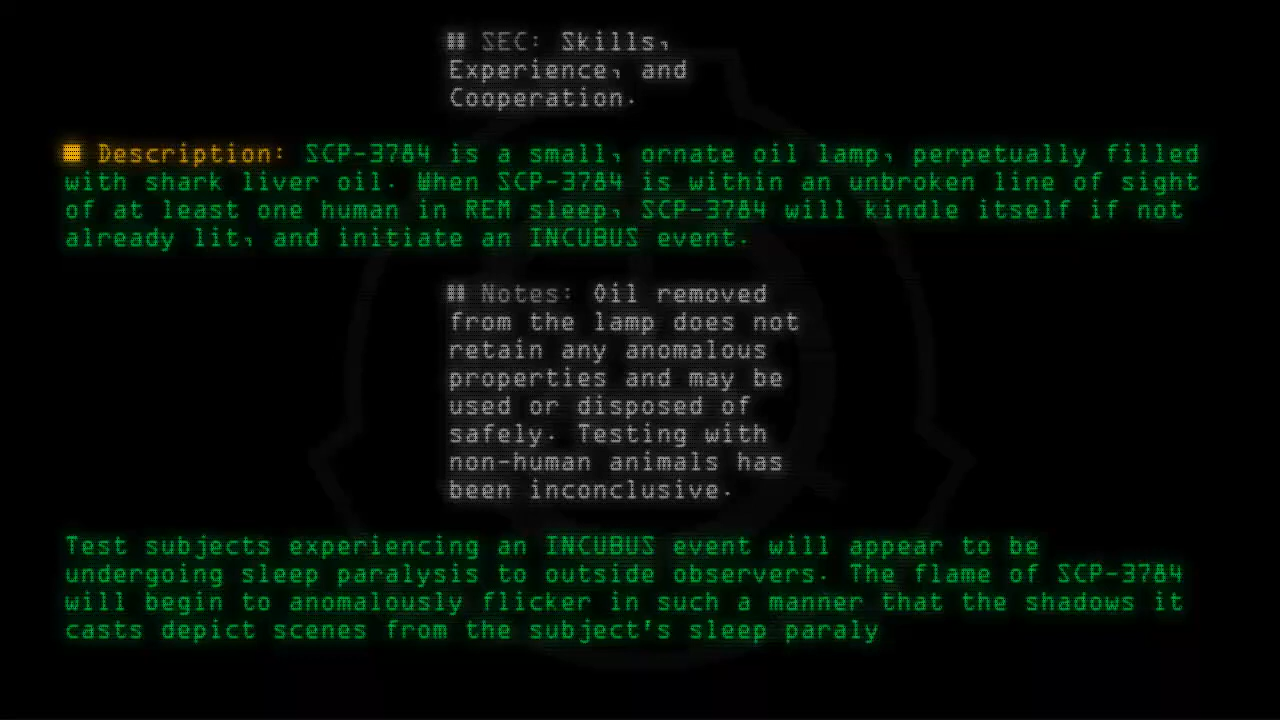 SEC: Skills,
Experience, and
Cooperation.
Description: SCP-3784 is a small, ornate oil lamp, perpetually filled
with shark liver oil. When SCP-3784 is within an unbroken line of sight
of at least one human in REM sleep, SCP-3784 will kindle itself if not
already lit, and initiate an INCUBUS event.
Notes: Oil removed
from the lamp does not
retain any anomalous
properties and may be
used or disposed of
safely. Testing with
non-human animals has
been inconclusive.
Test subjects experiencing an INCUBUS event will appear to be
undergoing sleep paralysis to outside observers. The flame of SCP-3784
will begin to anomalously flicker in such a manner that the shadows it
casts depict scenes from the subject's sleep paraly